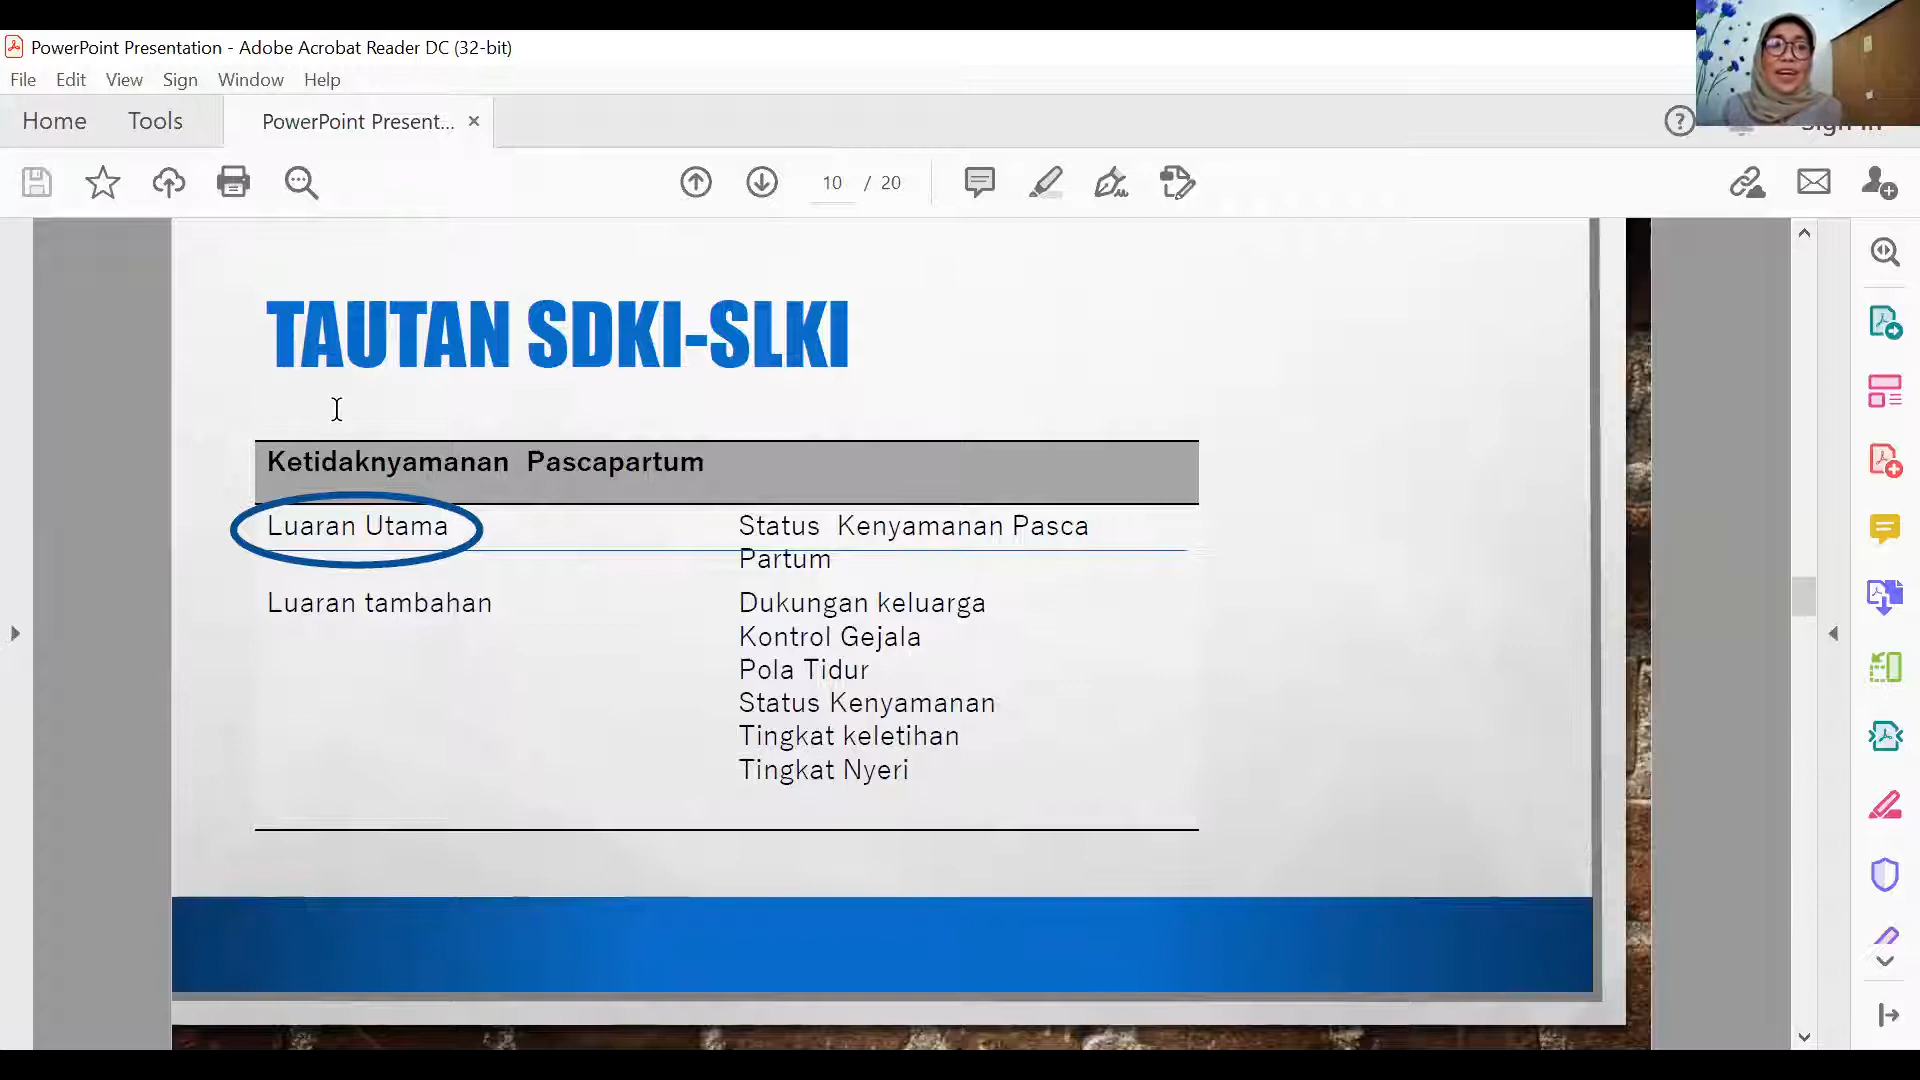 PowerPoint Presentation - Adobe Acrobat Reader DC (32-bit)
File Edit View Sign Window Help
Home Tools PowerPoint Present... ×
10 / 20
TAUTAN SDKI-SLKI
Ketidaknyamanan Pascapartum
Luaran Utama Status Kenyamanan Pasca
Partum
Luaran tambahan Dukungan keluarga
Kontrol Gejala
Pola Tidur
Status Kenyamanan
Tingkat keletihan
Tingkat Nyeri